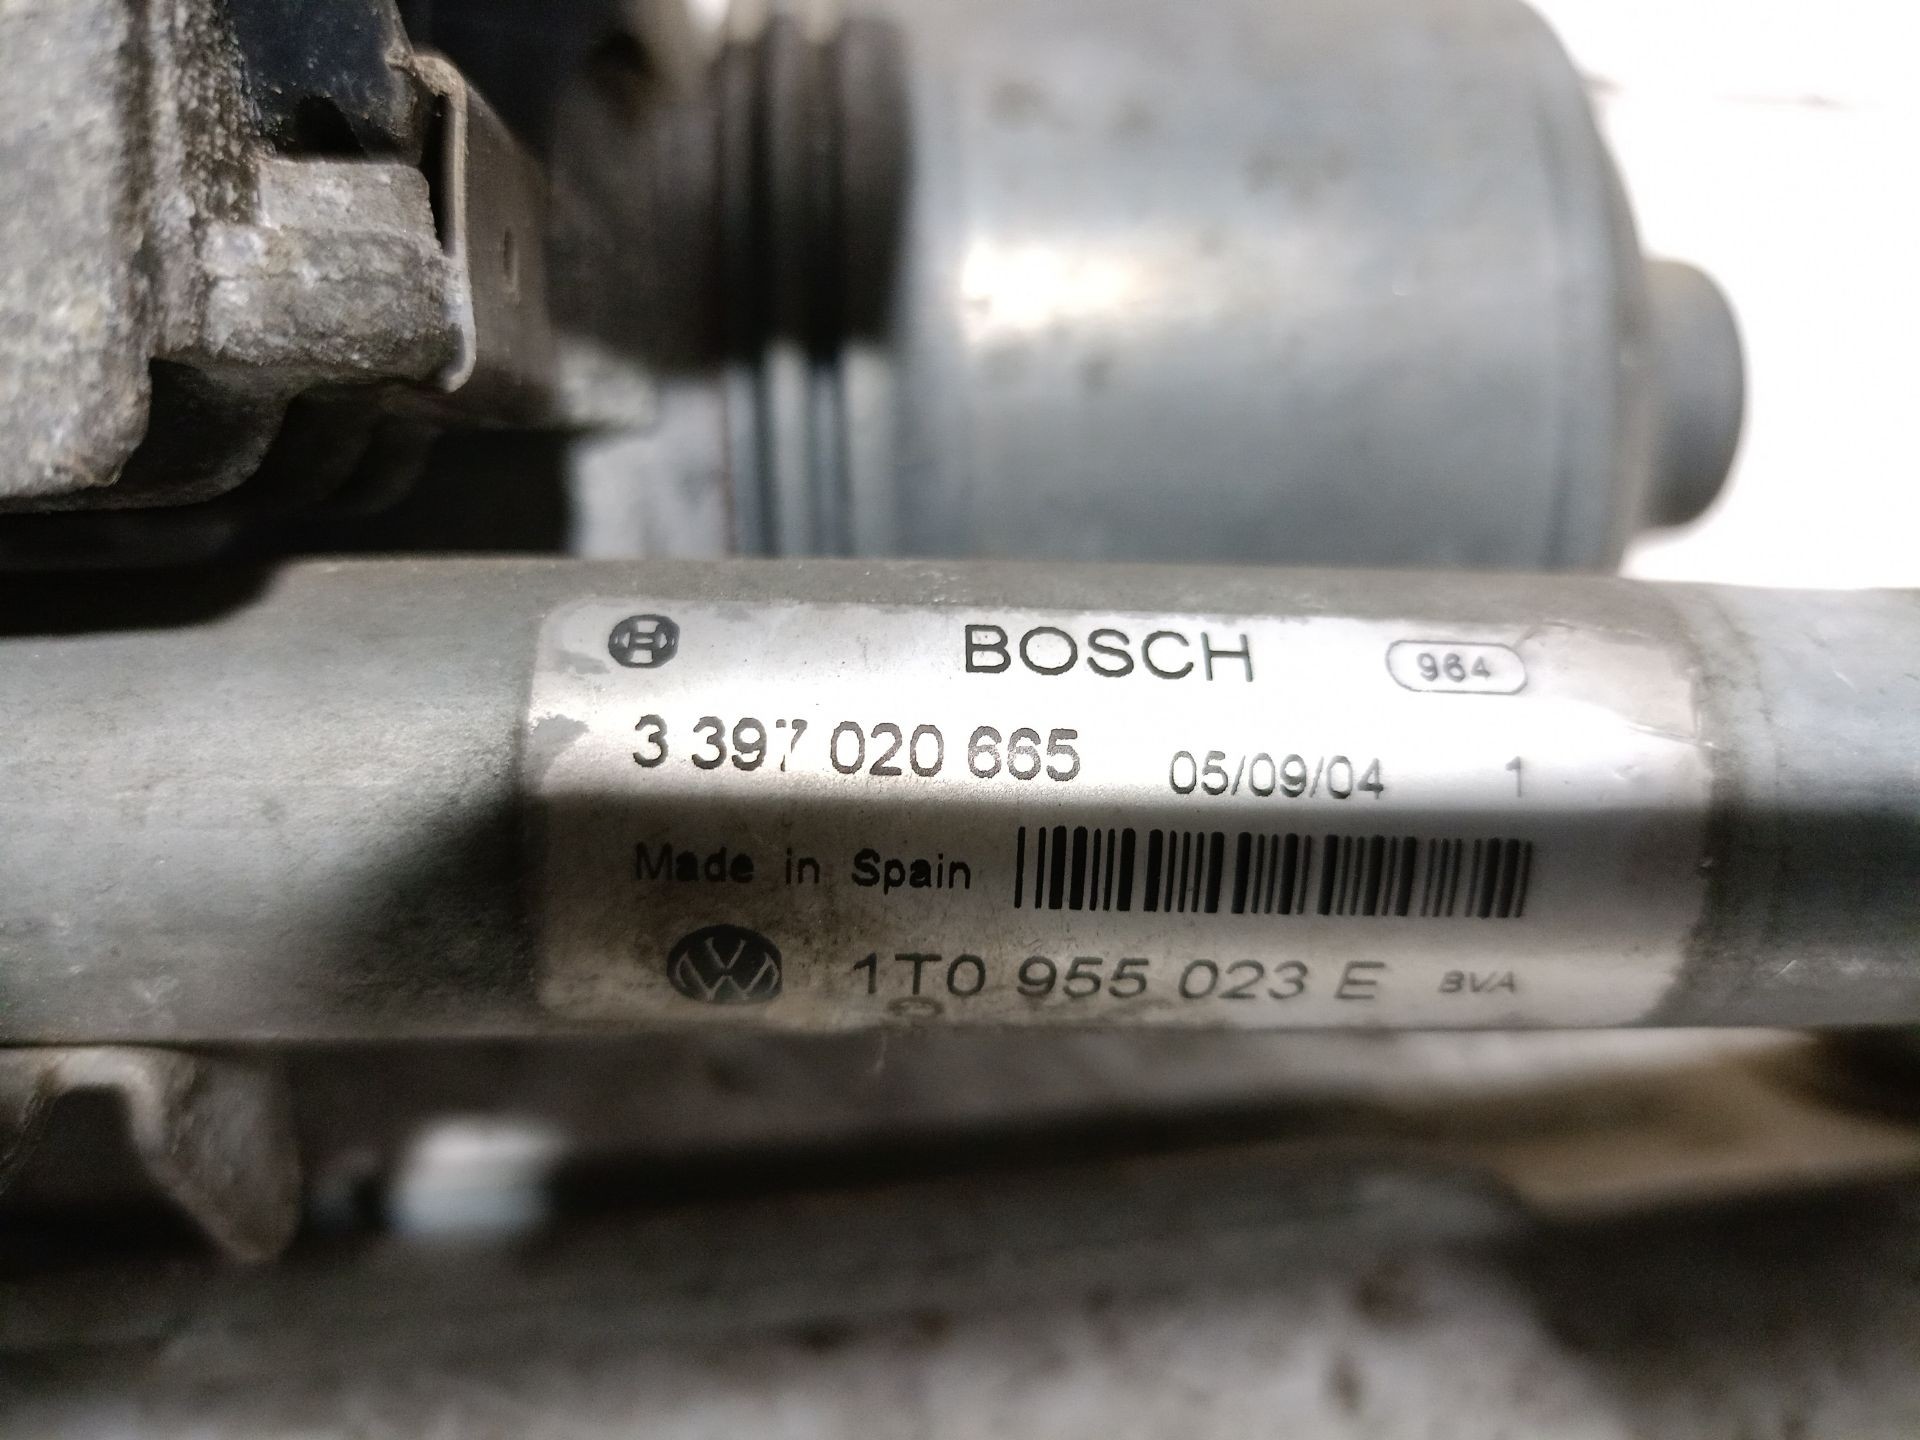 BOSCH 964
3 397 020 665 05/09/04 1
Made in Spain
1T0 955 023 E BVA